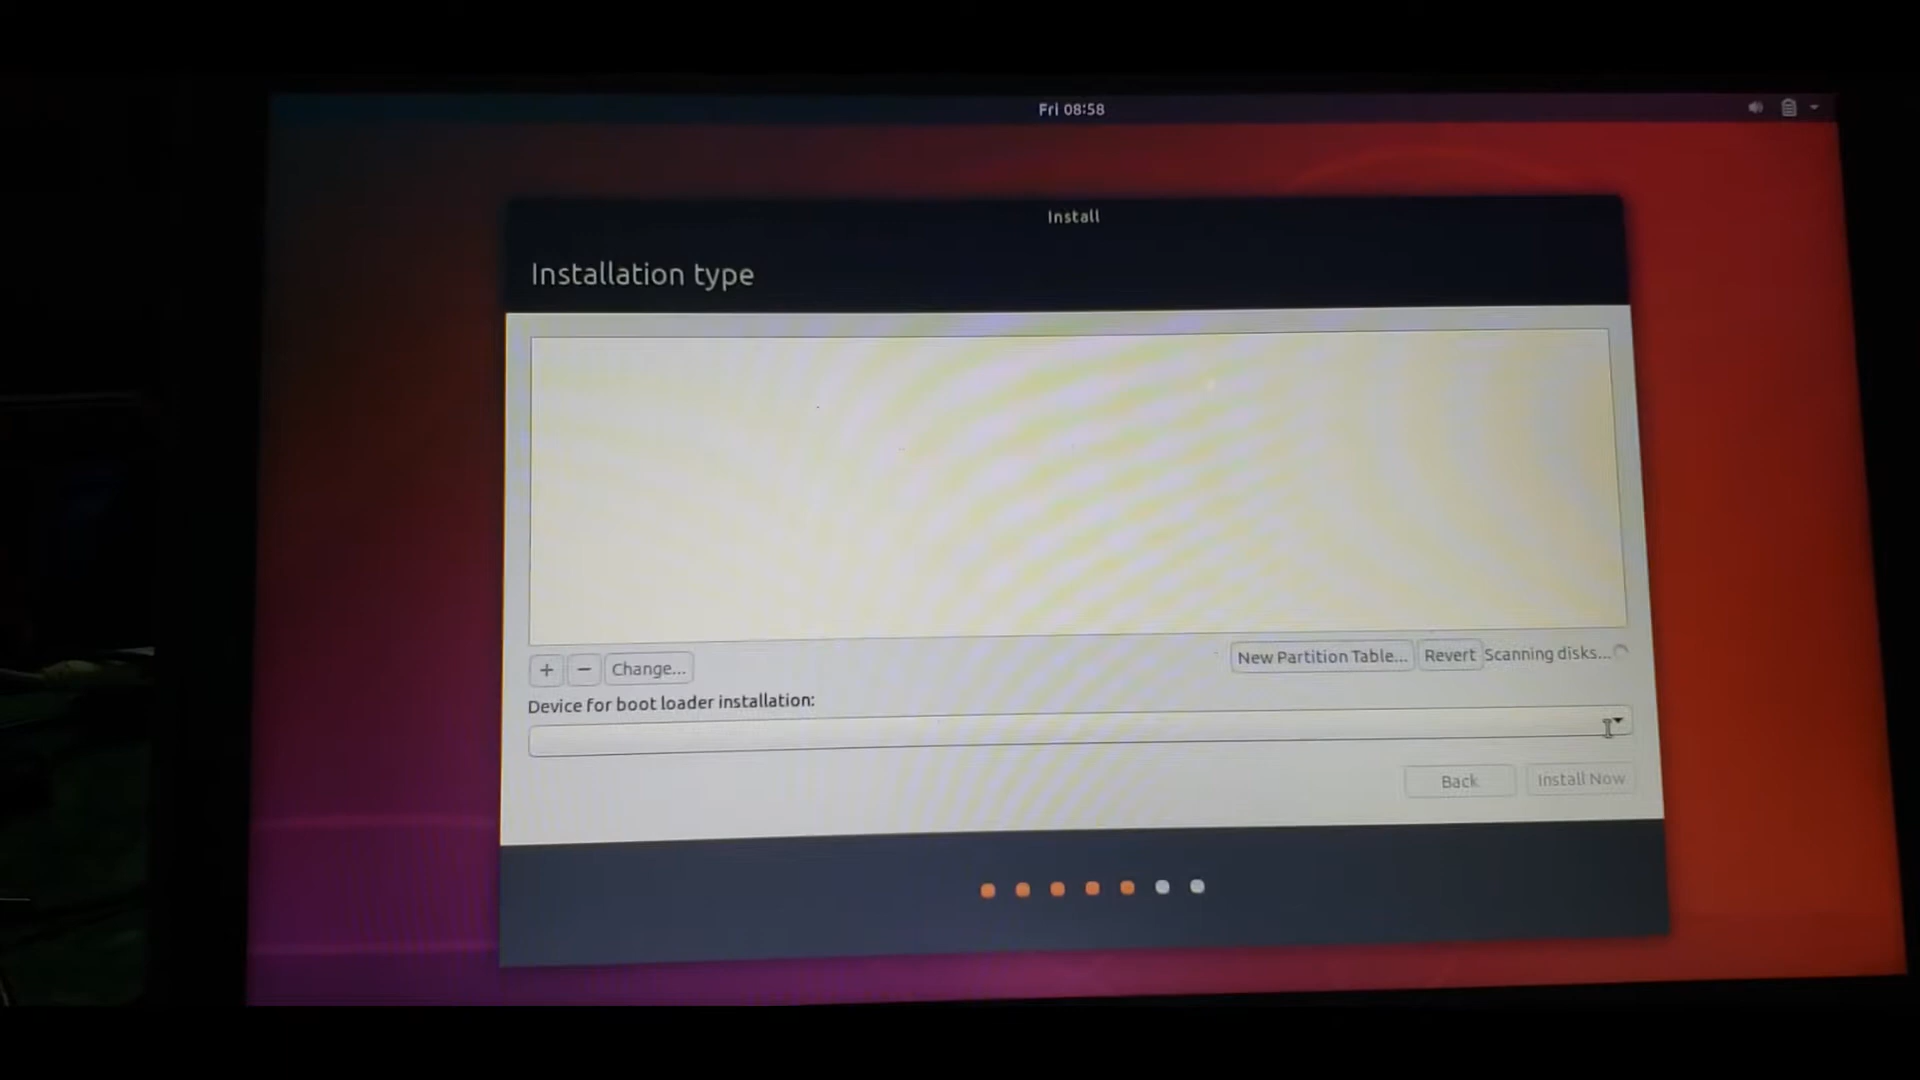 Fri 08:58
Install
Installation type
+ − Change... New Partition Table... Revert Scanning disks...
Device for boot loader installation:
Back Install Now